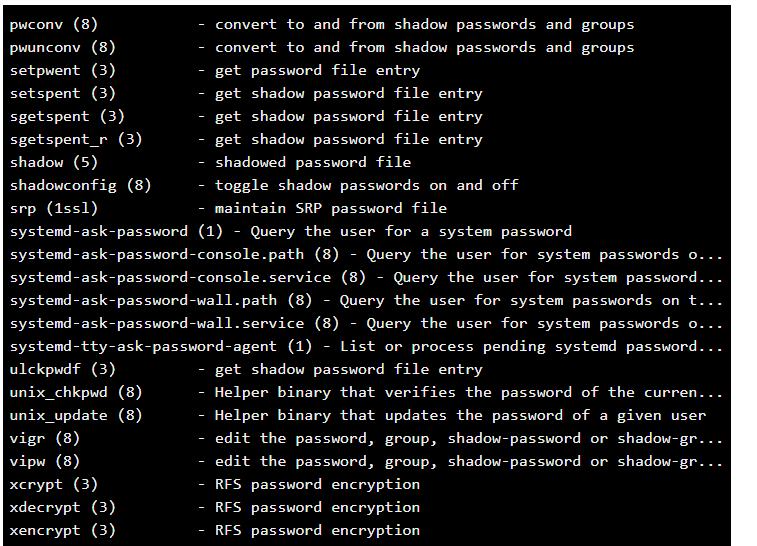 pwconv (8)           - convert to and from shadow passwords and groups
pwunconv (8)         - convert to and from shadow passwords and groups
setpwent (3)         - get password file entry
setspent (3)         - get shadow password file entry
sgetspent (3)        - get shadow password file entry
sgetspent_r (3)      - get shadow password file entry
shadow (5)           - shadowed password file
shadowconfig (8)     - toggle shadow passwords on and off
srp (1ssl)           - maintain SRP password file
systemd-ask-password (1) - Query the user for a system password
systemd-ask-password-console.path (8) - Query the user for system passwords o...
systemd-ask-password-console.service (8) - Query the user for system password...
systemd-ask-password-wall.path (8) - Query the user for system passwords on t...
systemd-ask-password-wall.service (8) - Query the user for system passwords o...
systemd-tty-ask-password-agent (1) - List or process pending systemd password...
ulckpwdf (3)         - get shadow password file entry
unix_chkpwd (8)      - Helper binary that verifies the password of the curren...
unix_update (8)      - Helper binary that updates the password of a given user
vigr (8)             - edit the password, group, shadow-password or shadow-gr...
vipw (8)             - edit the password, group, shadow-password or shadow-gr...
xcrypt (3)           - RFS password encryption
xdecrypt (3)         - RFS password encryption
xencrypt (3)         - RFS password encryption